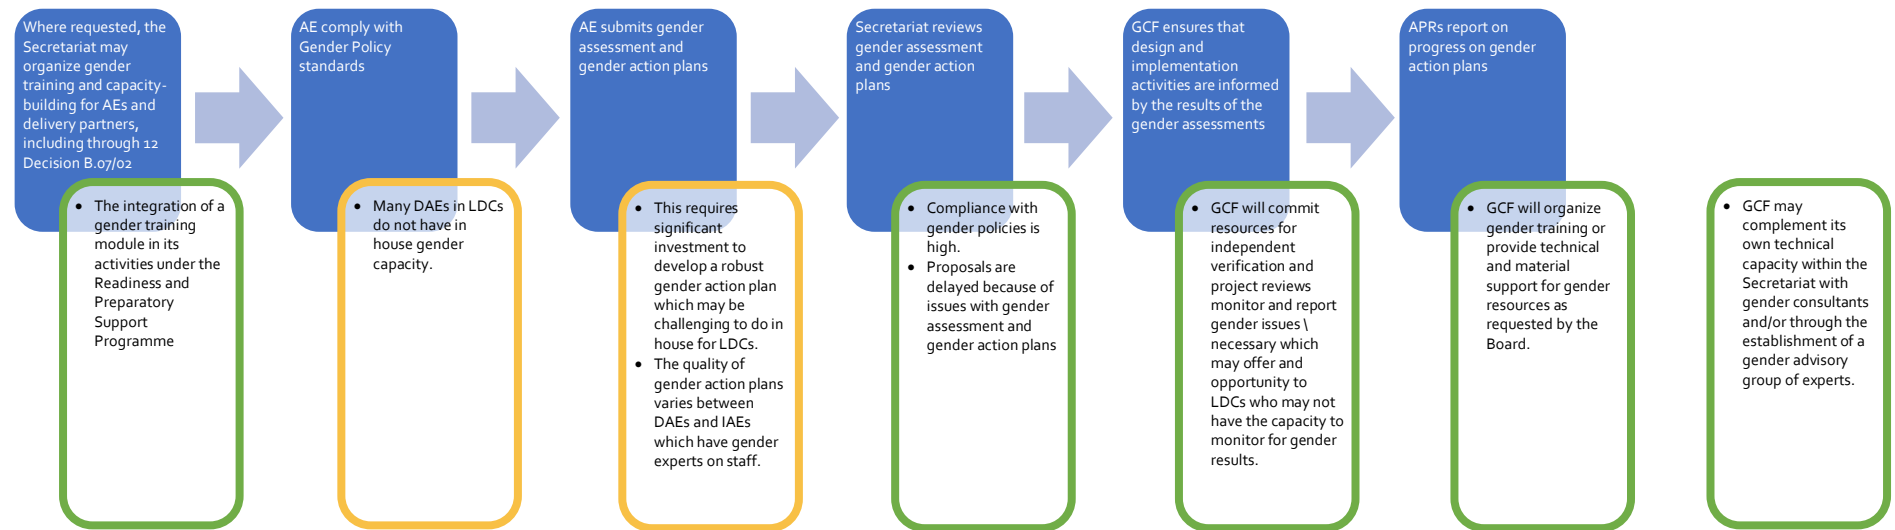 Where requested, the
Secretariat may
organize gender
training and capacity-
building for AEs and
delivery partners,
including through 12
Decision B.07/02
AE comply with
Gender Policy
standards
AE submits gender
assessment and
gender action plans
Secretariat reviews
gender assessment
and gender action
plans
GCF ensures that
design and
implementation
activities are informed
by the results of the
gender assessments
APRs report on
progress on gender
action plans
• The integration of a
gender training
module in its
activities under the
Readiness and
Preparatory
Support
Programme
• Many DAEs in LDCs
do not have in
house gender
capacity.
• This requires
significant
investment to
develop a robust
gender action plan
which may be
challenging to do in
house for LDCs.
• The quality of
gender action plans
varies between
DAEs and IAEs
which have gender
experts on staff.
• Compliance with
gender policies is
high.
• Proposals are
delayed because of
issues with gender
assessment and
gender action plans
• GCF will commit
resources for
independent
verification and
project reviews
monitor and report
gender issues \
necessary which
may offer and
opportunity to
LDCs who may not
have the capacity to
monitor for gender
results.
• GCF will organize
gender training or
provide technical
and material
support for gender
resources as
requested by the
Board.
• GCF may
complement its
own technical
capacity within the
Secretariat with
gender consultants
and/or through the
establishment of a
gender advisory
group of experts.